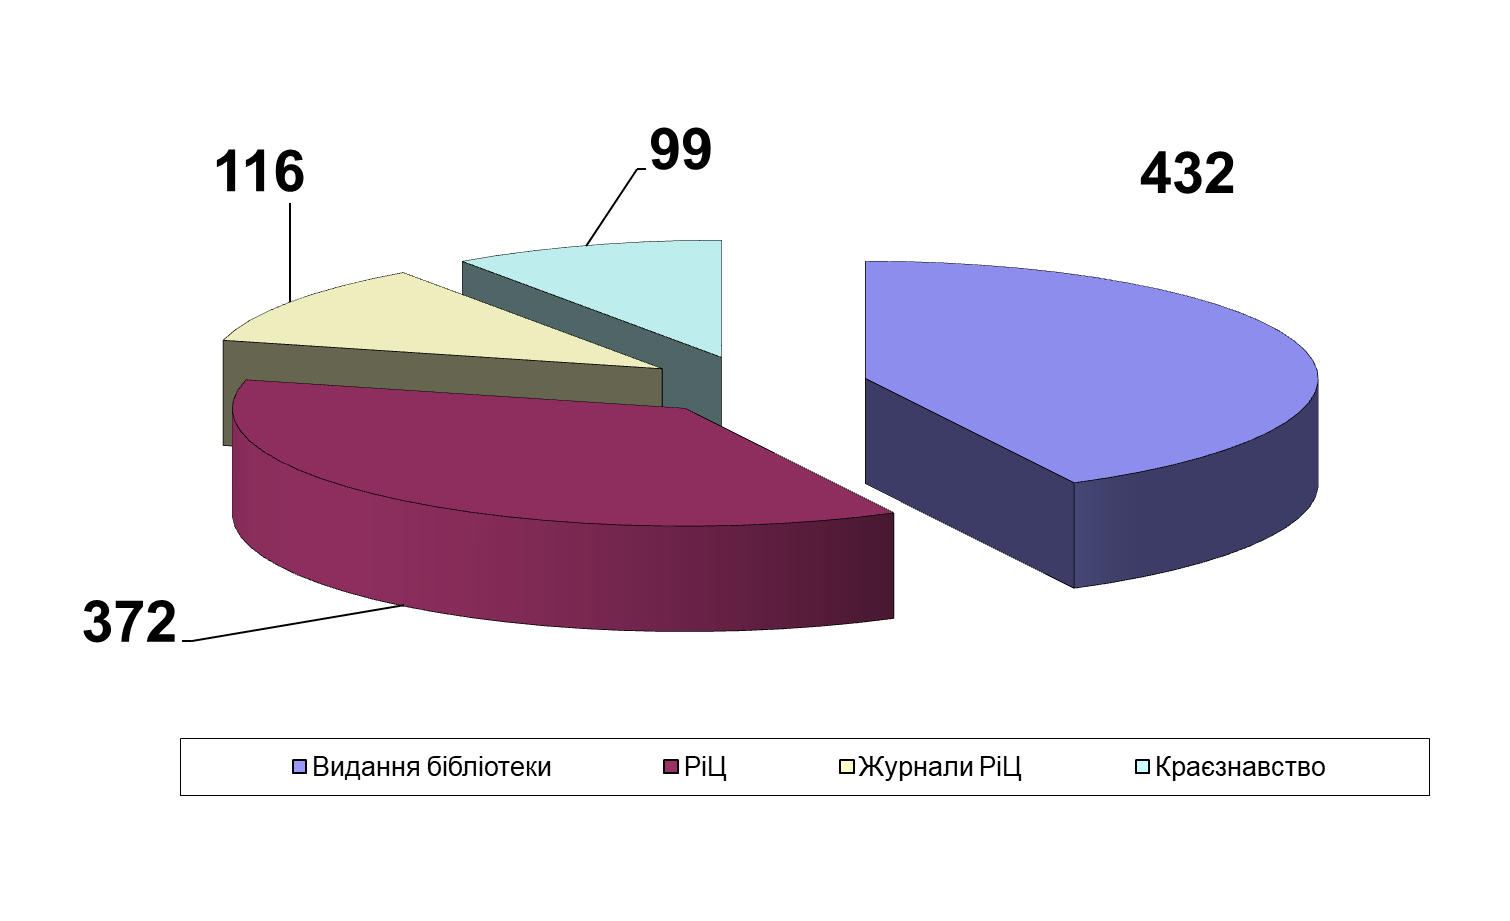 99
116
432
372
Видання бібліотеки
РіЦ
Журнали РіЦ
Краєзнавство